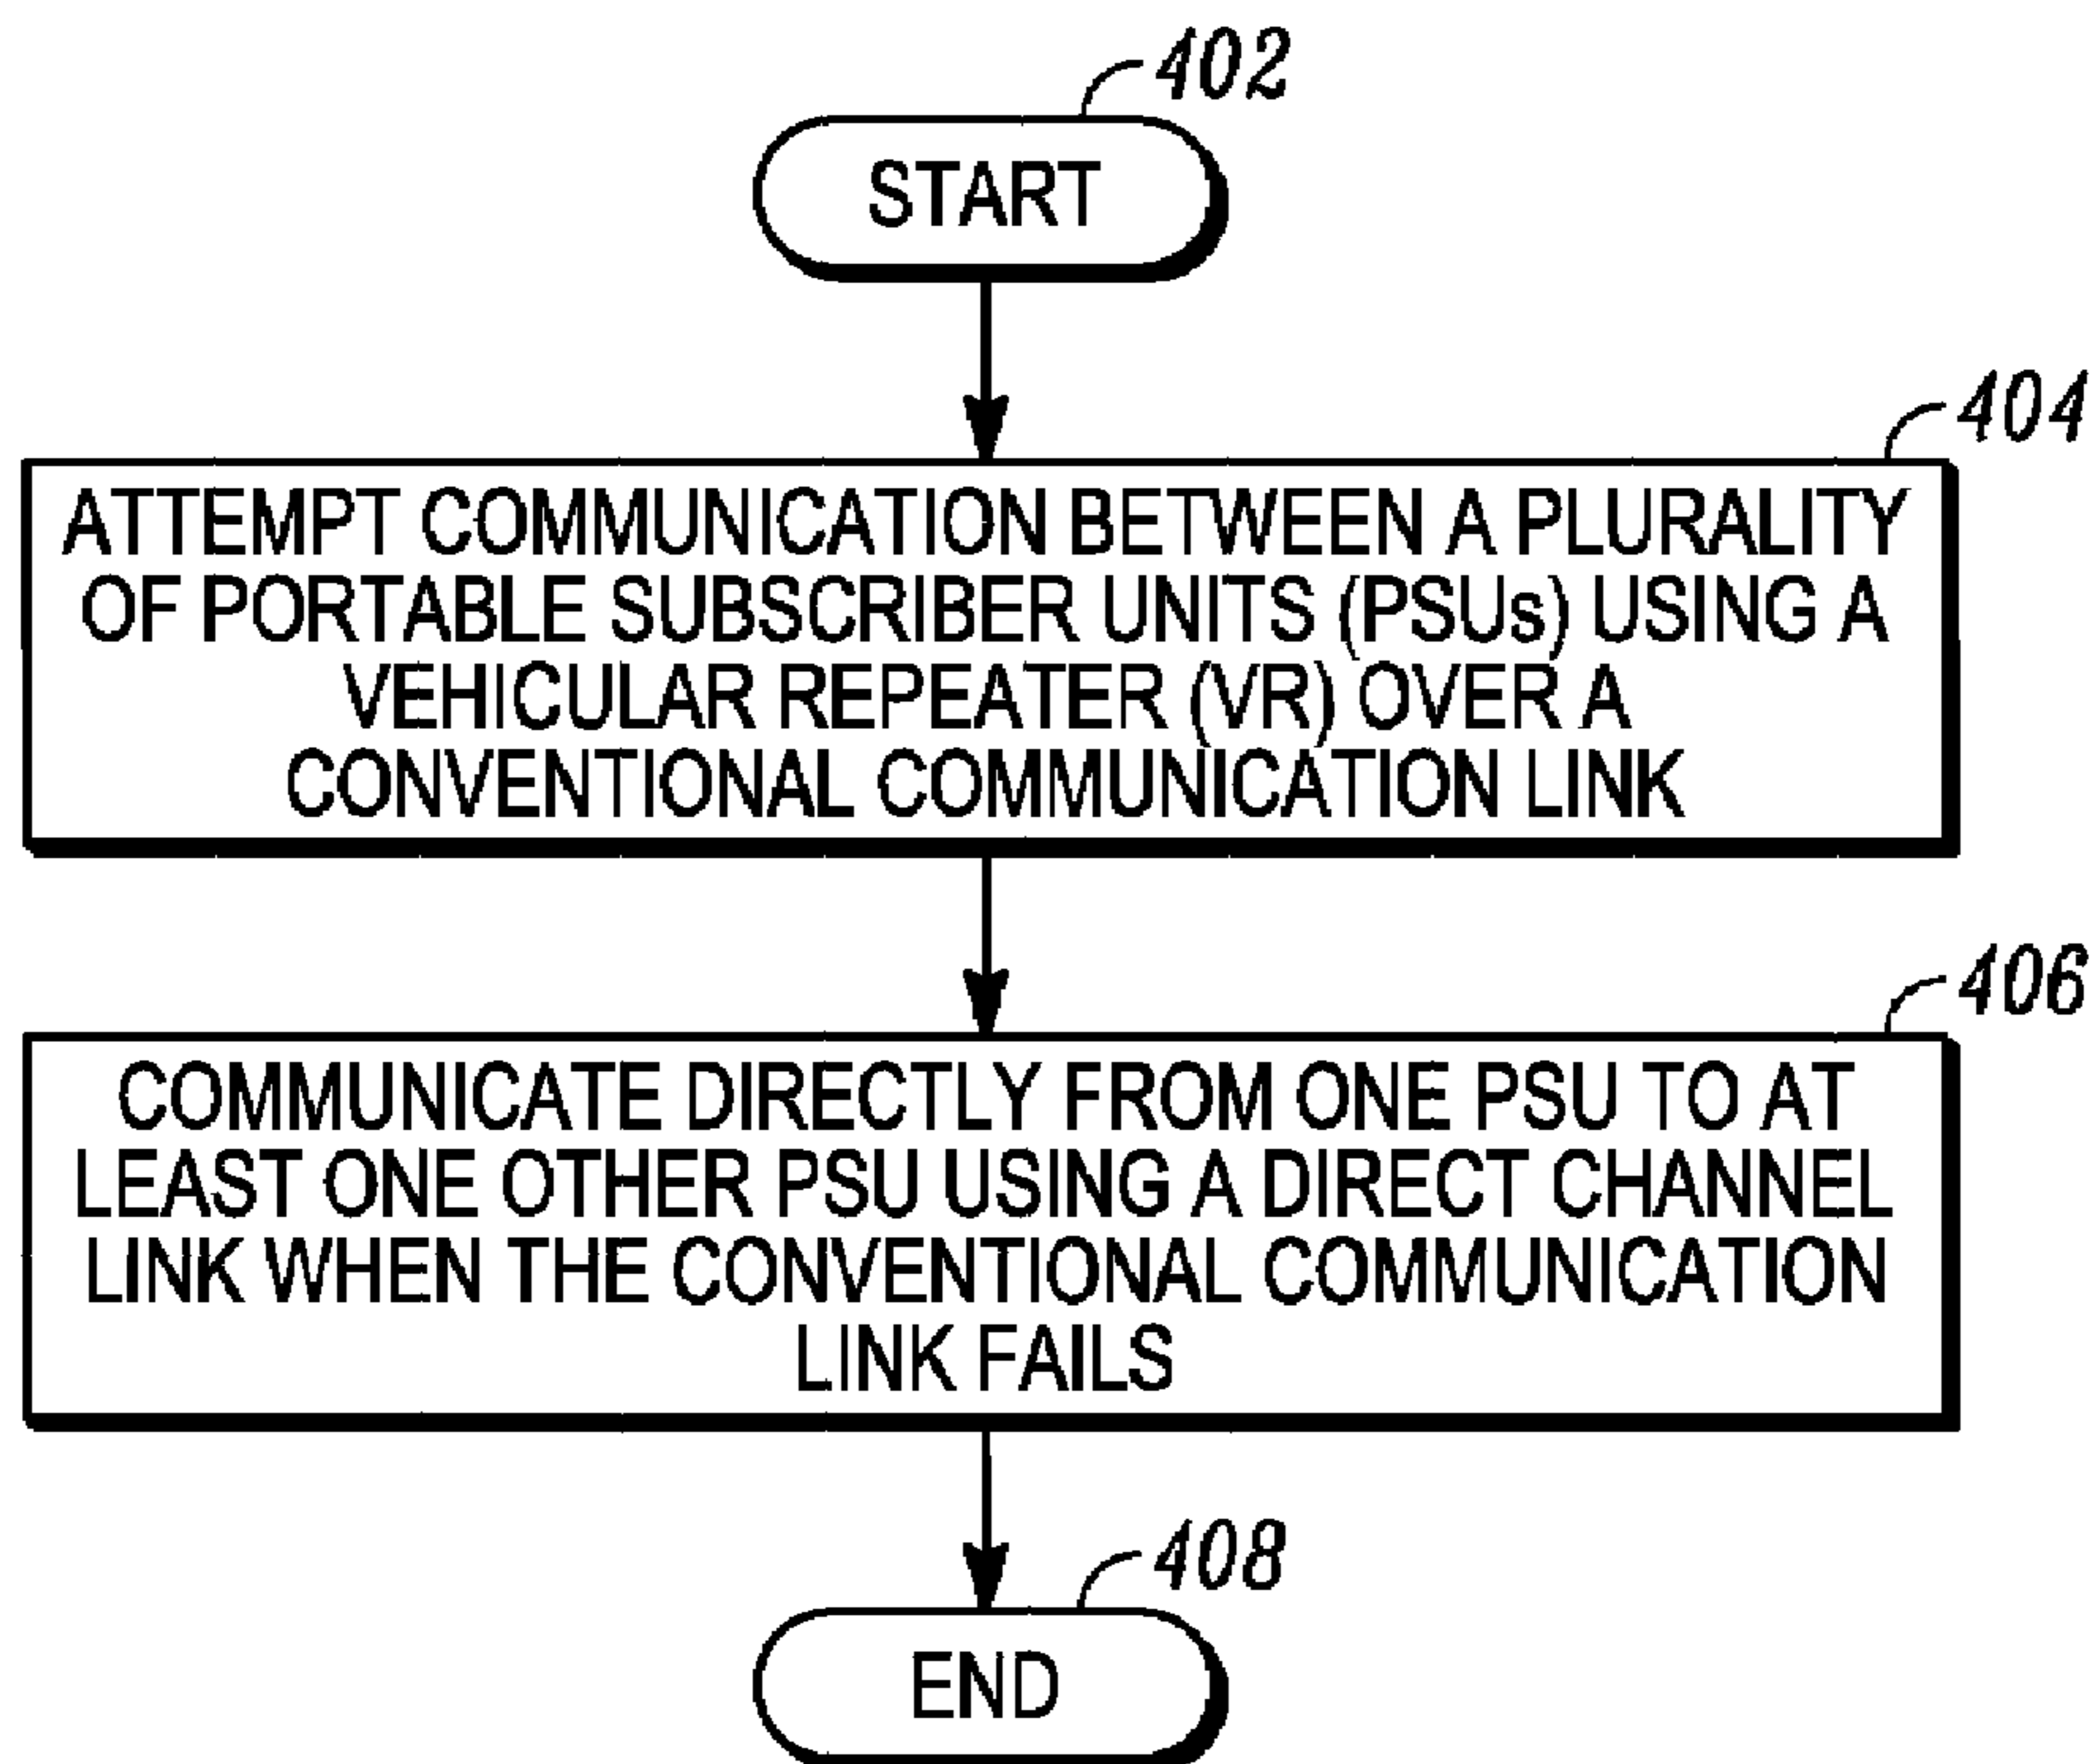 402
START
404
ATTEMPT COMMUNICATION BETWEEN A PLURALITY
OF PORTABLE SUBSCRIBER UNITS (PSUs) USING A
VEHICULAR REPEATER (VR) OVER A
CONVENTIONAL COMMUNICATION LINK
406
COMMUNICATE DIRECTLY FROM ONE PSU TO AT
LEAST ONE OTHER PSU USING A DIRECT CHANNEL
LINK WHEN THE CONVENTIONAL COMMUNICATION
LINK FAILS
408
END